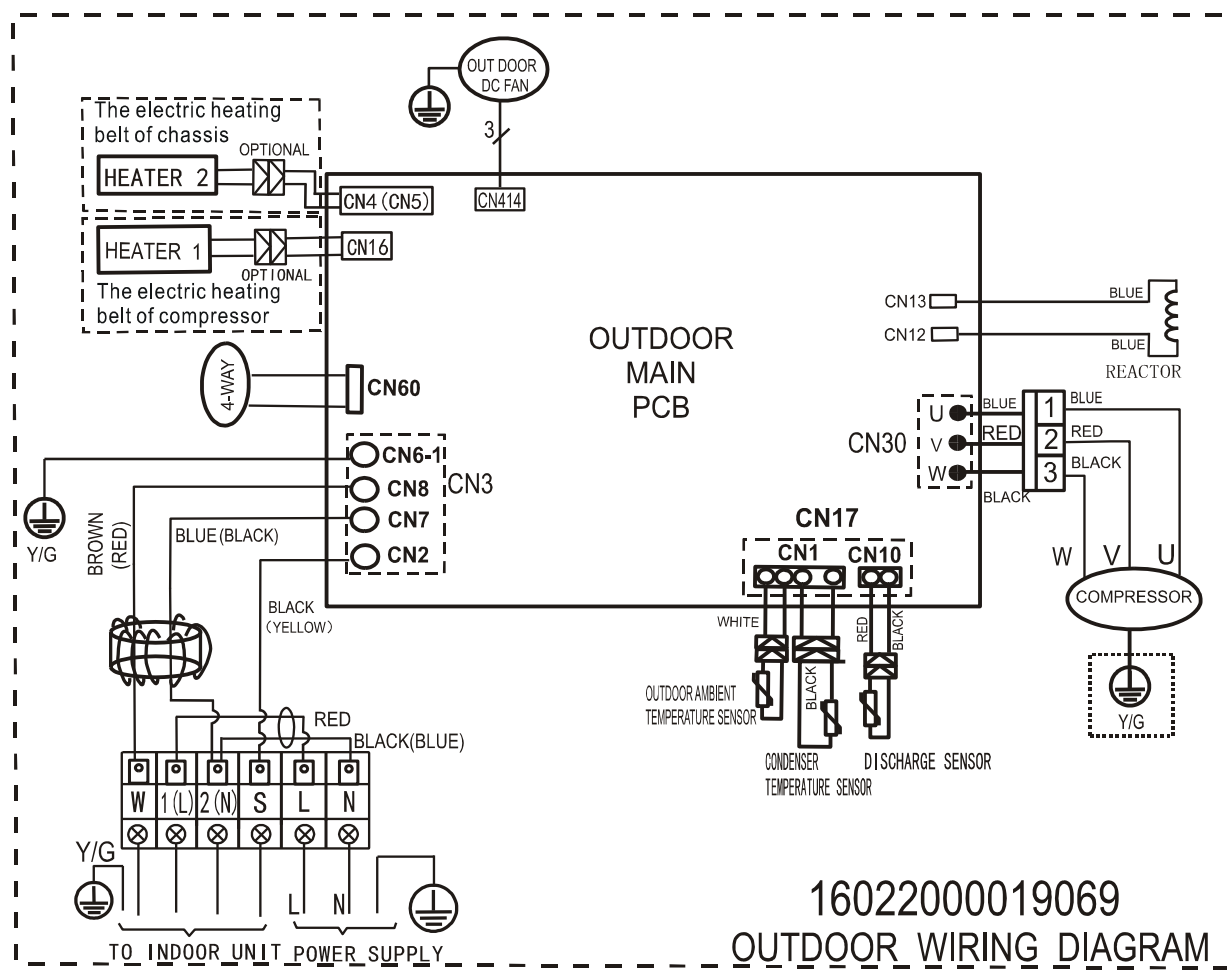 OUT DOOR
DC FAN
3
CN414
The electric heating
belt of chassis
OPTIONAL
HEATER 2
CN4 (CN5)
HEATER 1
CN16
OPTIONAL
The electric heating
belt of compressor
4-WAY
CN60
OUTDOOR
MAIN
PCB
CN13
CN12
BLUE
BLUE
REACTOR
CN6-1
CN8
CN7
CN2
CN3
Y/G
BROWN
(RED)
BLUE(BLACK)
BLACK
(YELLOW)
CN30
U
V
W
BLUE
RED
BLACK
1
2
3
BLUE
RED
BLACK
W V U
COMPRESSOR
Y/G
CN17
CN1
CN10
WHITE
BLACK
RED
BLACK
OUTDOOR AMBIENT
TEMPERATURE SENSOR
CONDENSER
TEMPERATURE SENSOR
DISCHARGE SENSOR
RED
BLACK(BLUE)
W 1(L) 2(N) S L N
Y/G
L N
TO INDOOR UNIT
POWER SUPPLY
16022000019069
OUTDOOR WIRING DIAGRAM